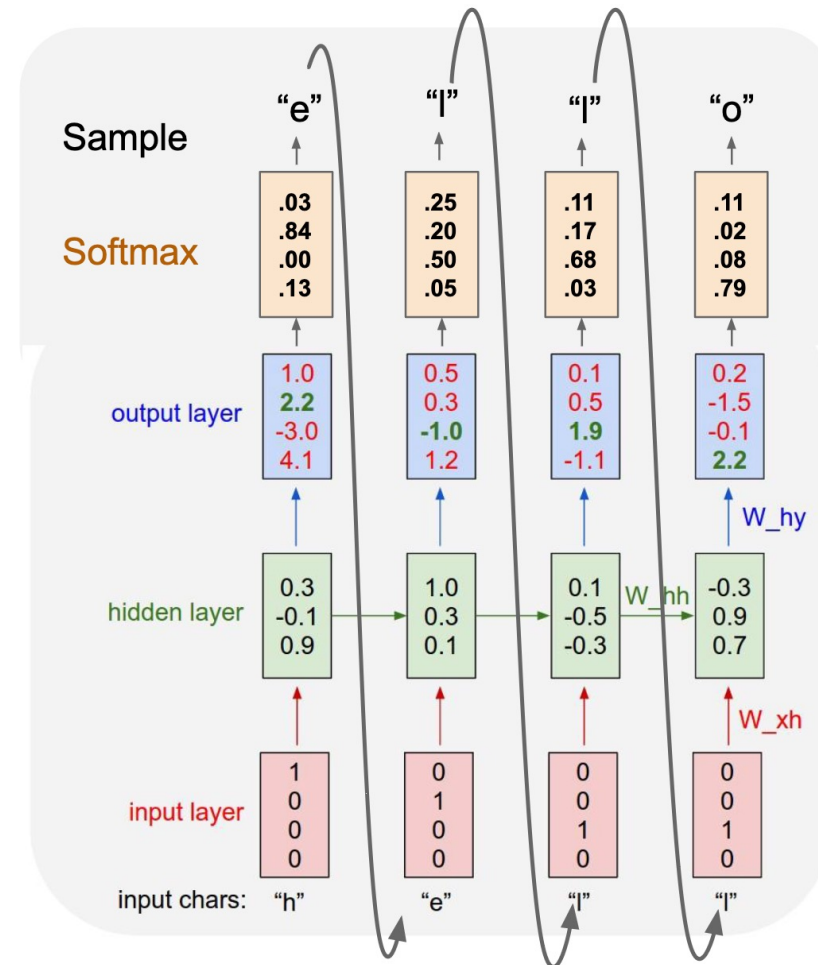 “e” “l” “l” “o”
Sample
.03 .25 .11 .11
.84 .20 .17 .02
Softmax
.00 .50 .68 .08
.13 .05 .03 .79
1.0 0.5 0.1 0.2
2.2 0.3 0.5 -1.5
output layer
-3.0 -1.0 1.9 -0.1
4.1 1.2 -1.1 2.2
W_hy
0.3 1.0 0.1 -0.3
W_hh
hidden layer -0.1 0.3 -0.5 0.9
0.9 0.1 -0.3 0.7
W_xh
1 0 0 0
0 1 0 0
input layer
0 0 1 1
0 0 0 0
input chars: “h” “e” “l” “l”